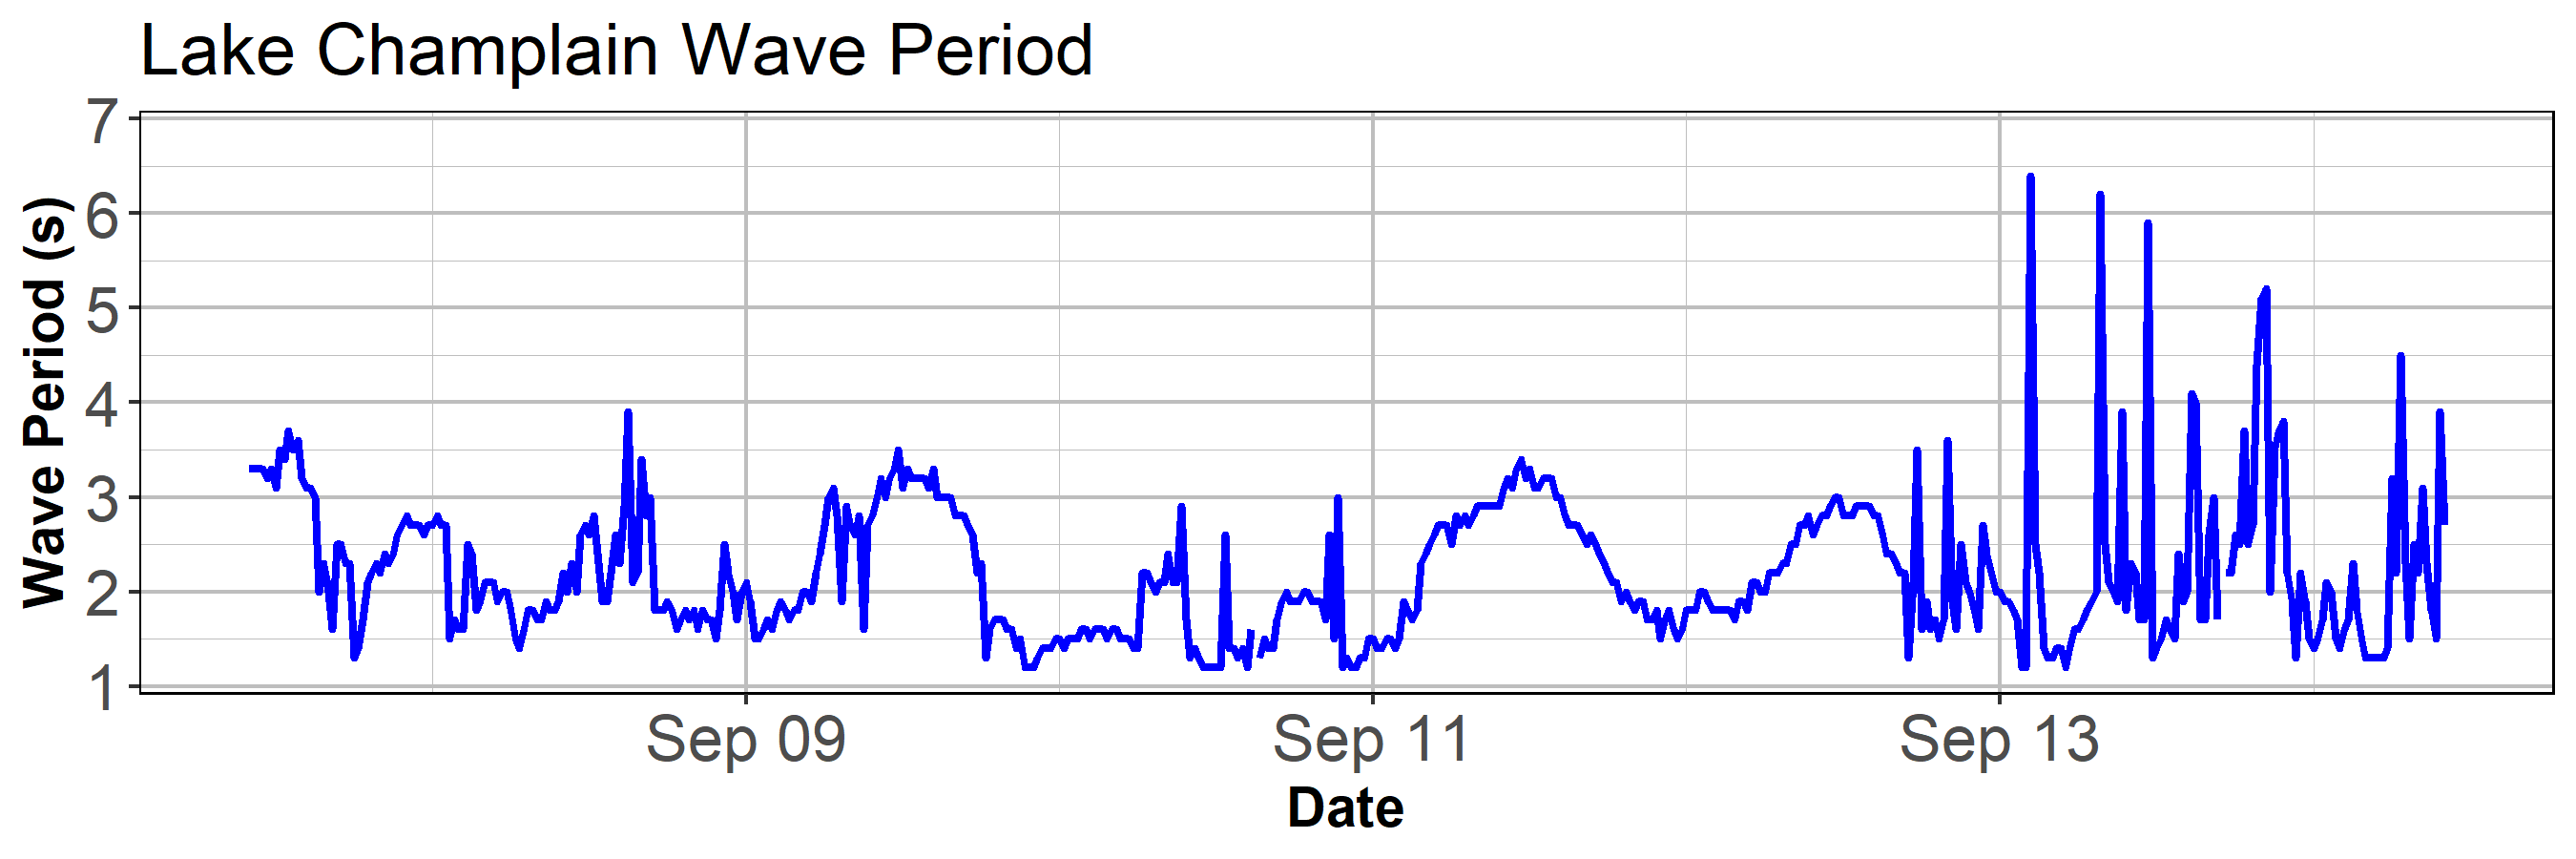 Lake Champlain Wave Period
Wave Period (s)
7
6
5
4
3
2
1
Sep 09
Sep 11
Sep 13
Date